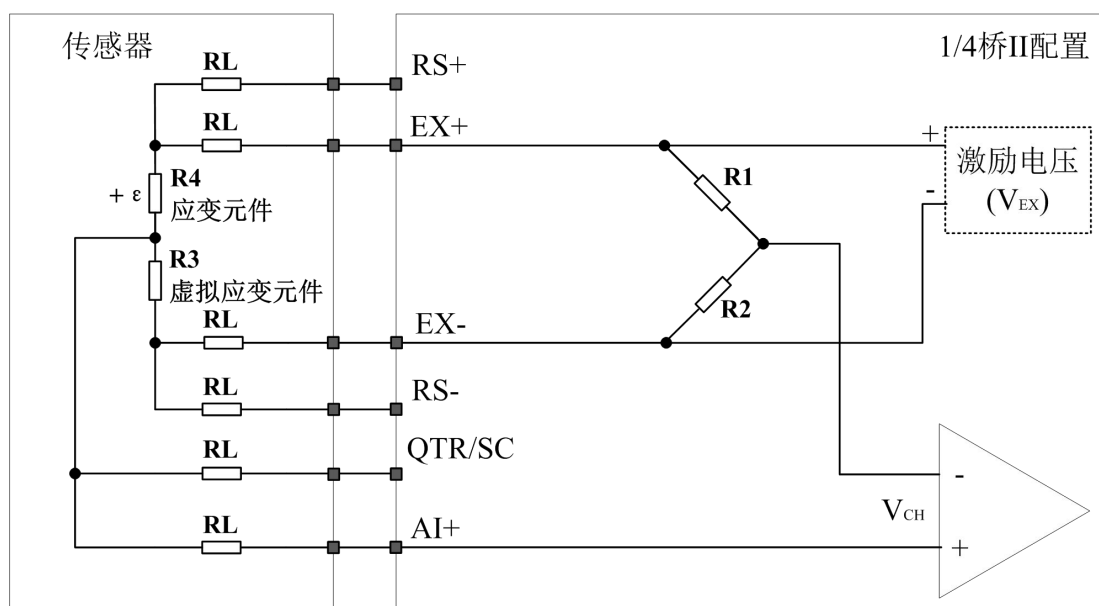 传感器
1/4桥II配置
RL
RS+
RL
EX+
+
激励电压
(VEX)
-
R1
+ ε
R4
应变元件
R3
虚拟应变元件
R2
RL
EX-
RL
RS-
RL
QTR/SC
-
VCH
RL
AI+
+